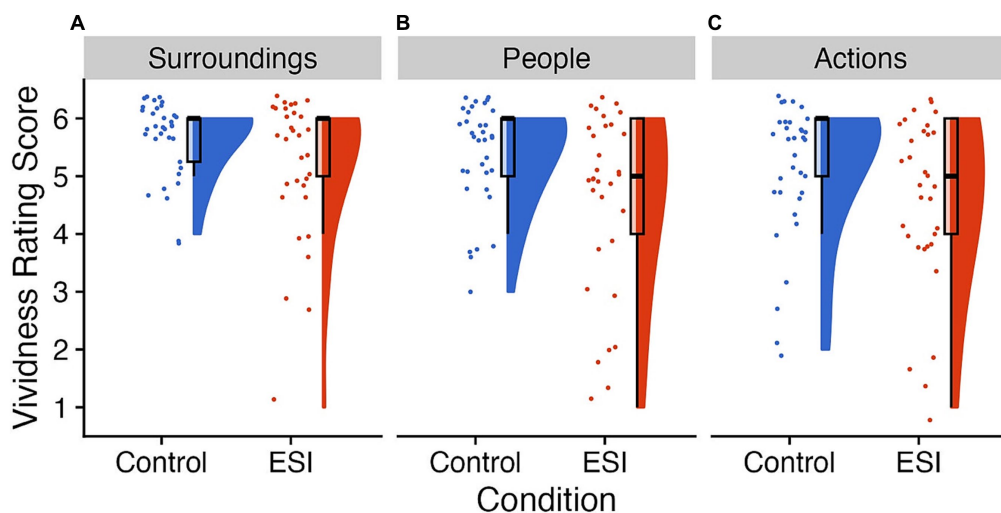 A B C
Surroundings People Actions
Vividness Rating Score
6
5
4
3
2
1
Control ESI Control ESI Control ESI
Condition